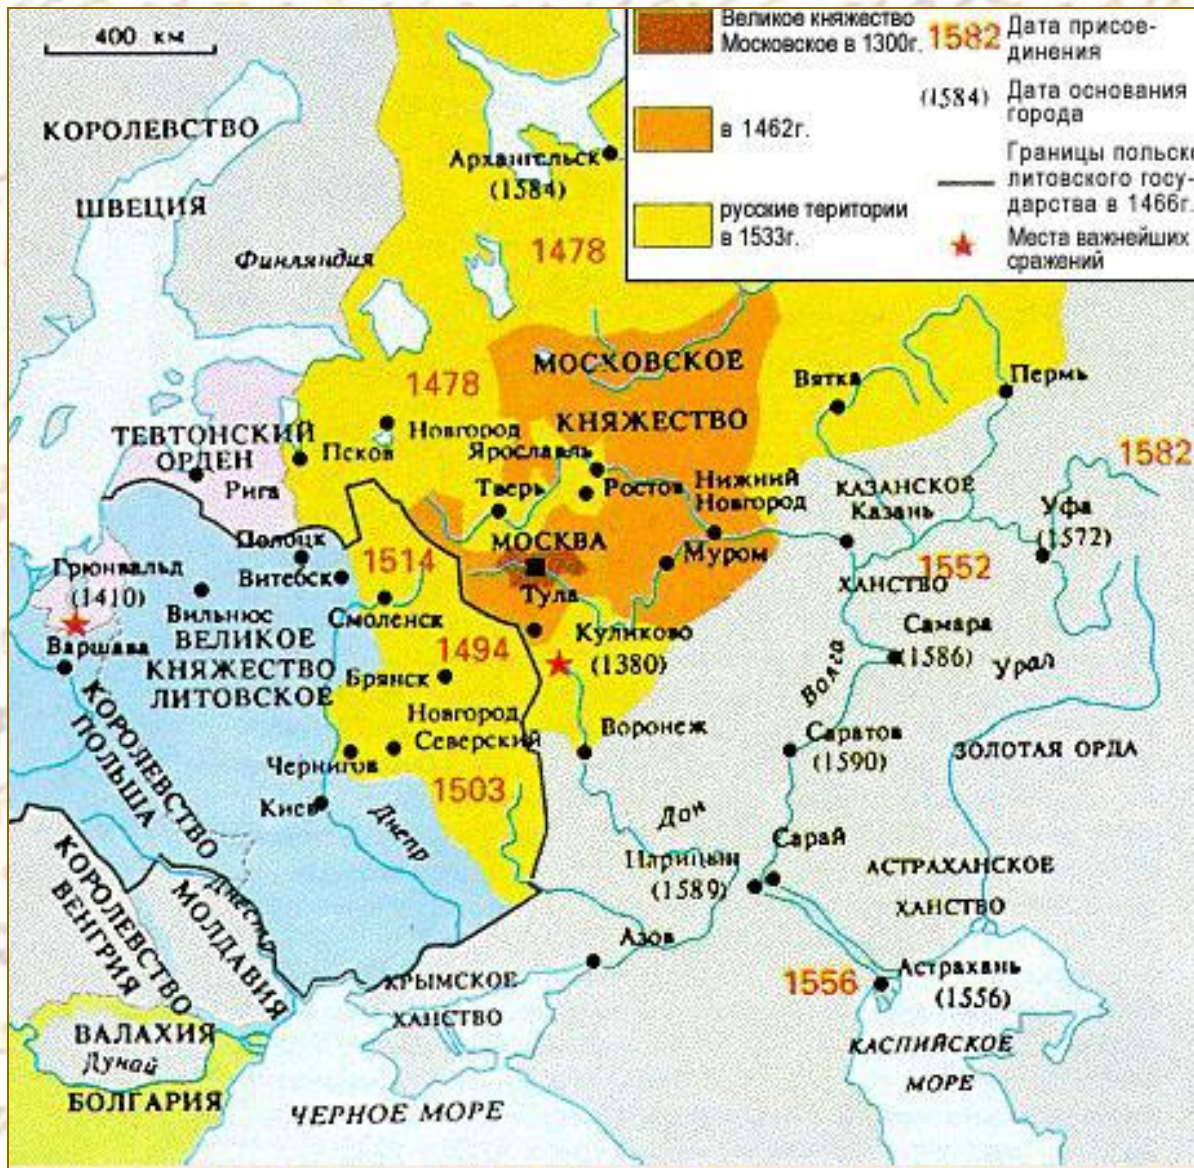 400 км
Великое княжество
Московское в 1300г.
в 1462г.
русские територии
в 1533г.
1582
Дата присое-
динения
(1584)
Дата основания
города
Границы польск
литовского госу-
дарства в 1466г.
Места важнейших
сражений
КОРОЛЕВСТВО
ШВЕЦИЯ
Финляндия
Архангельск
(1584)
1478
МОСКОВСКОЕ
КНЯЖЕСТВО
Вятка
Пермь
1478
Новгород
Псков
ТЕВТОНСКИЙ
ОРДЕН
Рига
Ярославль
Ростов
Тверь
Нижний
Новгород
КАЗАНСКОЕ
Казань
ХАНСТВО
1552
1582
Уфа
(1572)
МОСКВА
Муром
Тула
Полоцк
Витебск
1514
Смоленск
Грюнвальд
(1410)
Варшава
Вильнюс
ВЕЛИКОЕ
КНЯЖЕСТВО
ЛИТОВСКОЕ
КОРОЛЕВСТВО
ПОЛЬША
1494
Брянск
Куликово
(1380)
Новгород
Северский
Чернигов
1503
Киев
Днепр
Воронеж
Волга
Самара
(1586)
Урал
Саратов
(1590)
ЗОЛОТАЯ ОРДА
Дон
Царицын
(1589)
Сарай
АСТРАХАНСКОЕ
ХАНСТВО
Азов
1556
Астрахань
(1556)
КАСПИЙСКОЕ
МОРЕ
КОРОЛЕВСТВО
ВЕНГРИЯ
МОЛДАВИЯ
Днестр
КРЫМСКОЕ
ХАНСТВО
ВАЛАХИЯ
Дунай
БОЛГАРИЯ
ЧЕРНОЕ МОРЕ